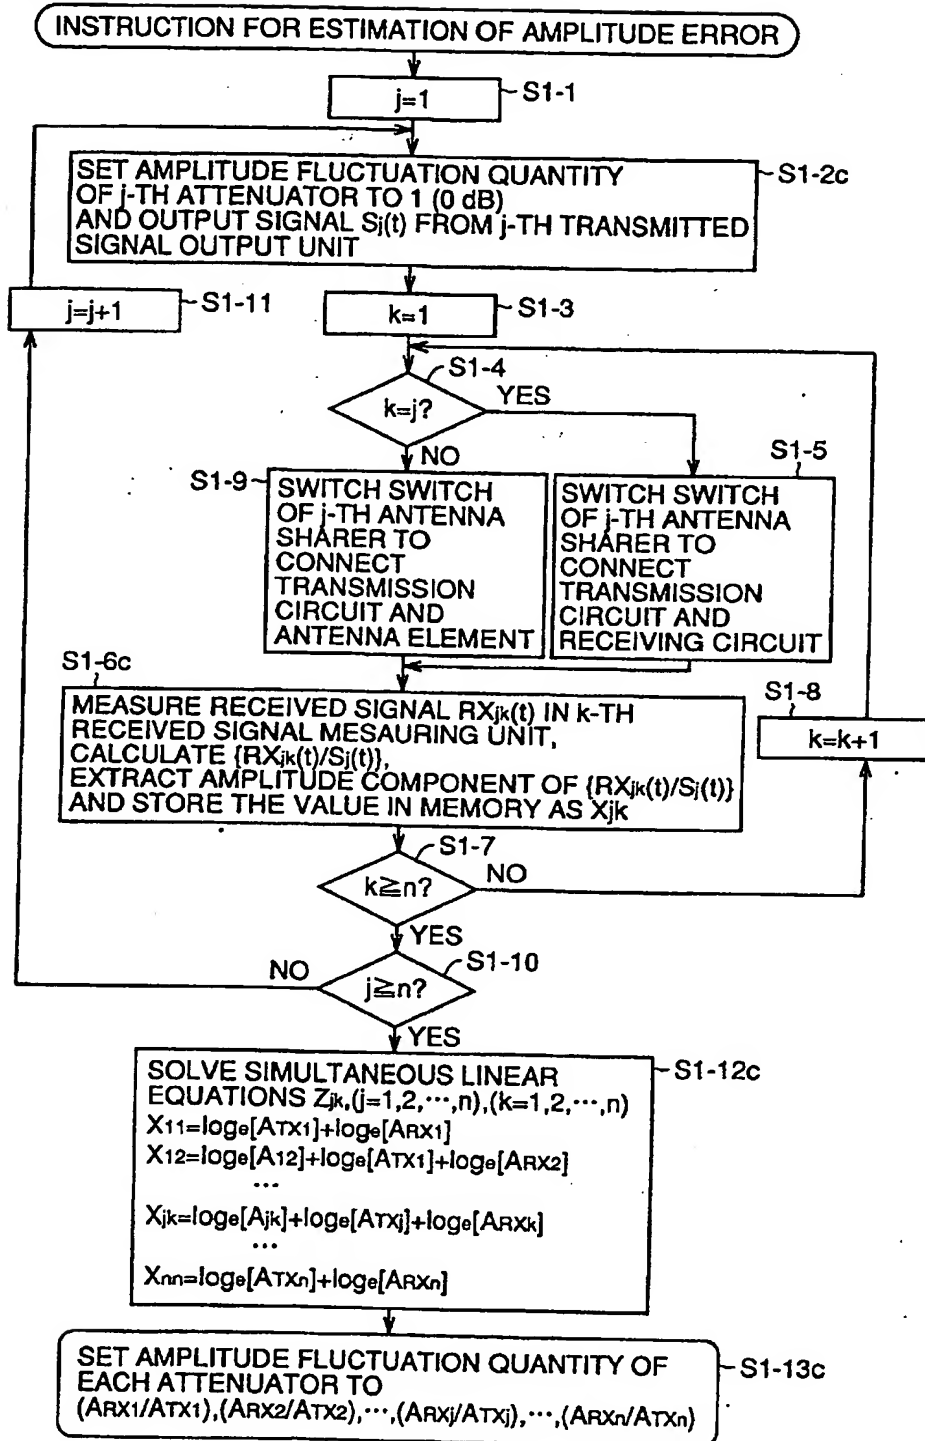 INSTRUCTION FOR ESTIMATION OF AMPLITUDE ERROR
j=1
S1-1
SET AMPLITUDE FLUCTUATION QUANTITY
OF j-TH ATTENUATOR TO 1 (0 dB)
AND OUTPUT SIGNAL Sj(t) FROM j-TH TRANSMITTED
SIGNAL OUTPUT UNIT
S1-2c
j=j+1
S1-11
k=1
S1-3
S1-4
k=j?
YES
NO
S1-9
SWITCH SWITCH
OF j-TH ANTENNA
SHARER TO
CONNECT
TRANSMISSION
CIRCUIT AND
ANTENNA ELEMENT
S1-5
SWITCH SWITCH
OF j-TH ANTENNA
SHARER TO
CONNECT
TRANSMISSION
CIRCUIT AND
RECEIVING CIRCUIT
S1-6c
MEASURE RECEIVED SIGNAL RXjk(t) IN k-TH
RECEIVED SIGNAL MESAURING UNIT,
CALCULATE {RXjk(t)/Sj(t)},
EXTRACT AMPLITUDE COMPONENT OF {RXjk(t)/Sj(t)}
AND STORE THE VALUE IN MEMORY AS Xjk
S1-8
k=k+1
S1-7
k≧n?
NO
YES
S1-10
NO
j≧n?
YES
SOLVE SIMULTANEOUS LINEAR
EQUATIONS Zjk,(j=1,2,⋯,n),(k=1,2,⋯,n)
X11=loge[ATX1]+loge[ARX1]
X12=loge[A12]+loge[ATX1]+loge[ARX2]
⋯
Xjk=loge[Ajk]+loge[ATXj]+loge[ARXk]
⋯
Xnn=loge[ATXn]+loge[ARXn]
S1-12c
SET AMPLITUDE FLUCTUATION QUANTITY OF
EACH ATTENUATOR TO
(ARX1/ATX1),(ARX2/ATX2),⋯,(ARXj/ATXj),⋯,(ARXn/ATXn)
S1-13c